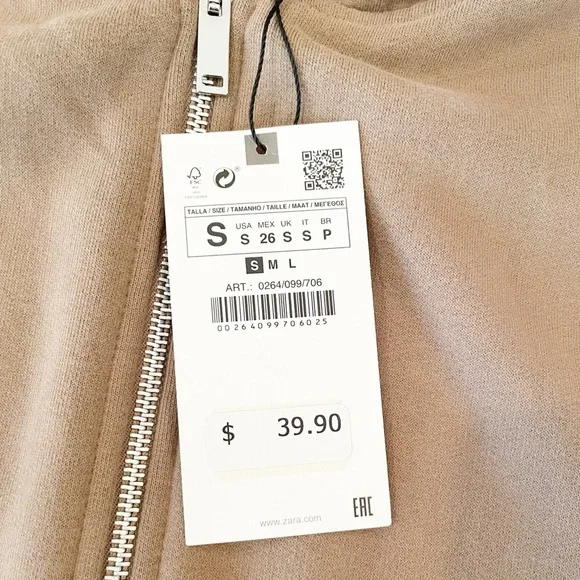 FSC
TALLA / SIZE / TAMANHO / TAILLE / MAAT / ΜΕΓΕΘΟΣ
S USA MEX UK IT BR
S 26 S S P
S M L
ART.: 0264/099/706
00264099706025
$ 39.90
www.zara.com
EAC